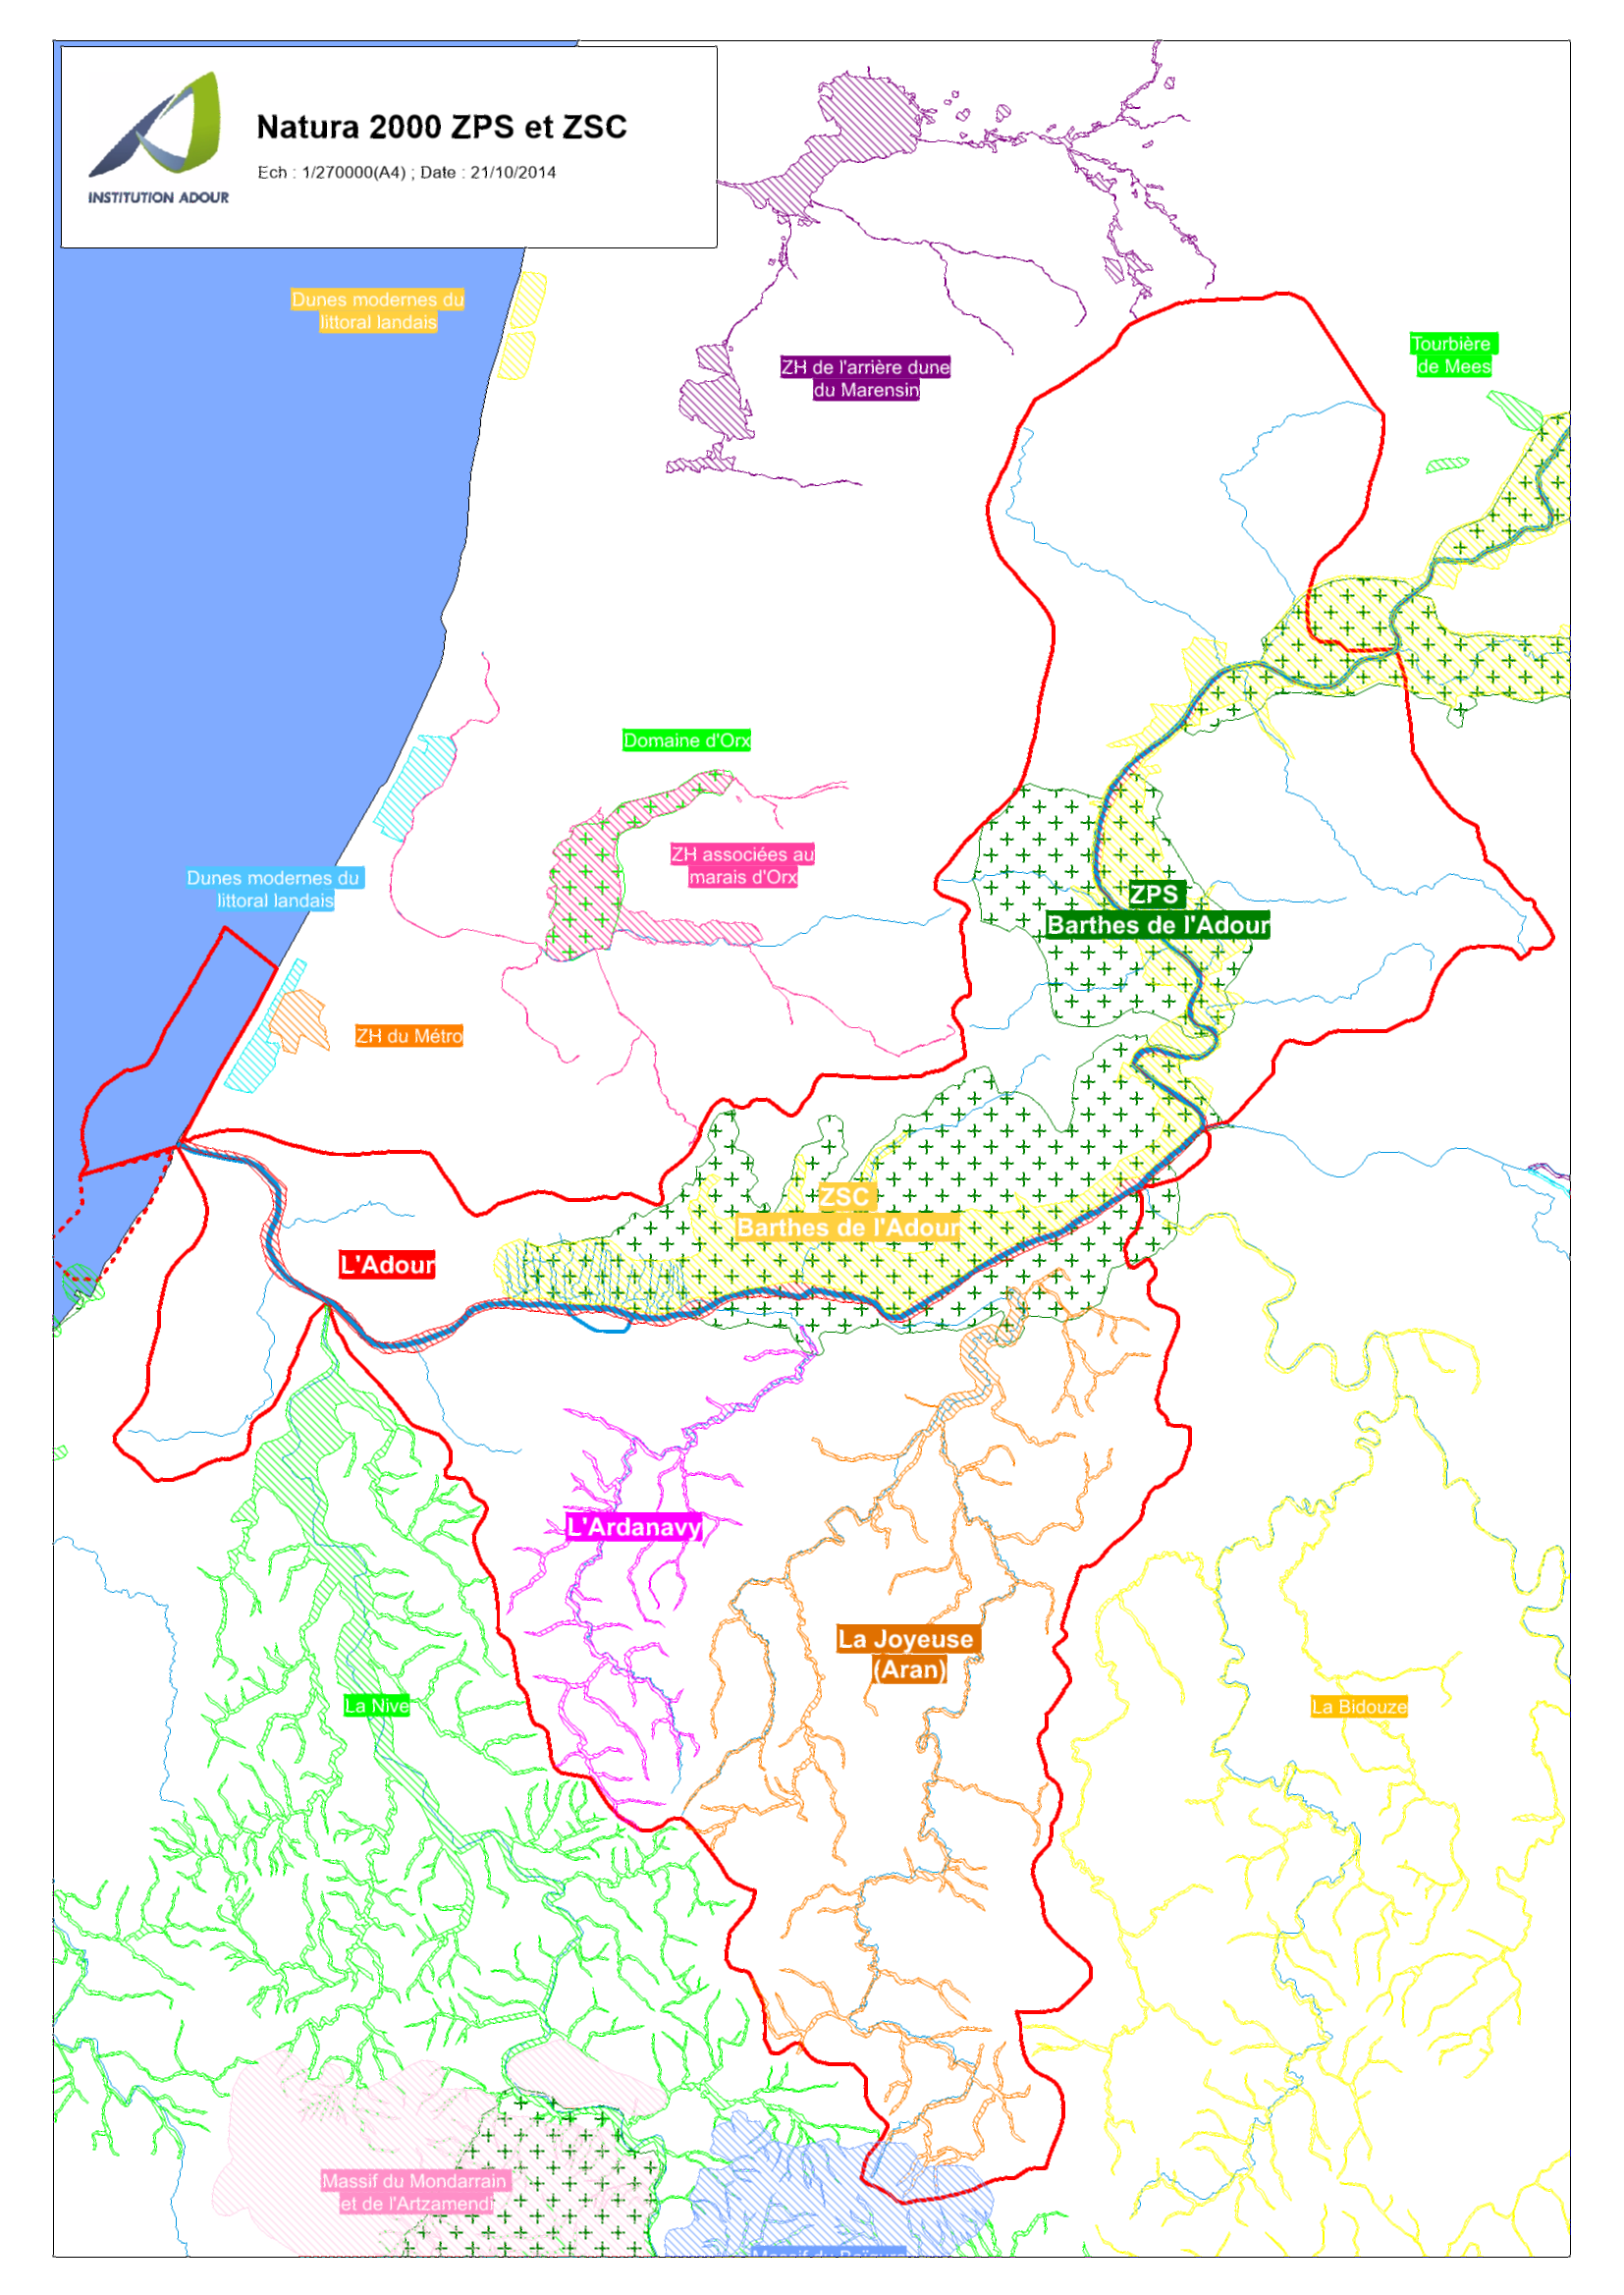 Natura 2000 ZPS et ZSC
Ech : 1/270000(A4) ; Date : 21/10/2014
INSTITUTION ADOUR
Dunes modernes du
littoral landais
ZH de l'arrière dune
du Marensin
Tourbière
de Mees
Domaine d'Orx
ZH associées au
marais d'Orx
Dunes modernes du
littoral landais
ZPS
Barthes de l'Adour
ZH du Métro
ZSC
Barthes de l'Adour
L'Adour
L'Ardanavy
La Joyeuse
(Aran)
La Nive
La Bidouze
Massif du Mondarrain
et de l'Artzamendi